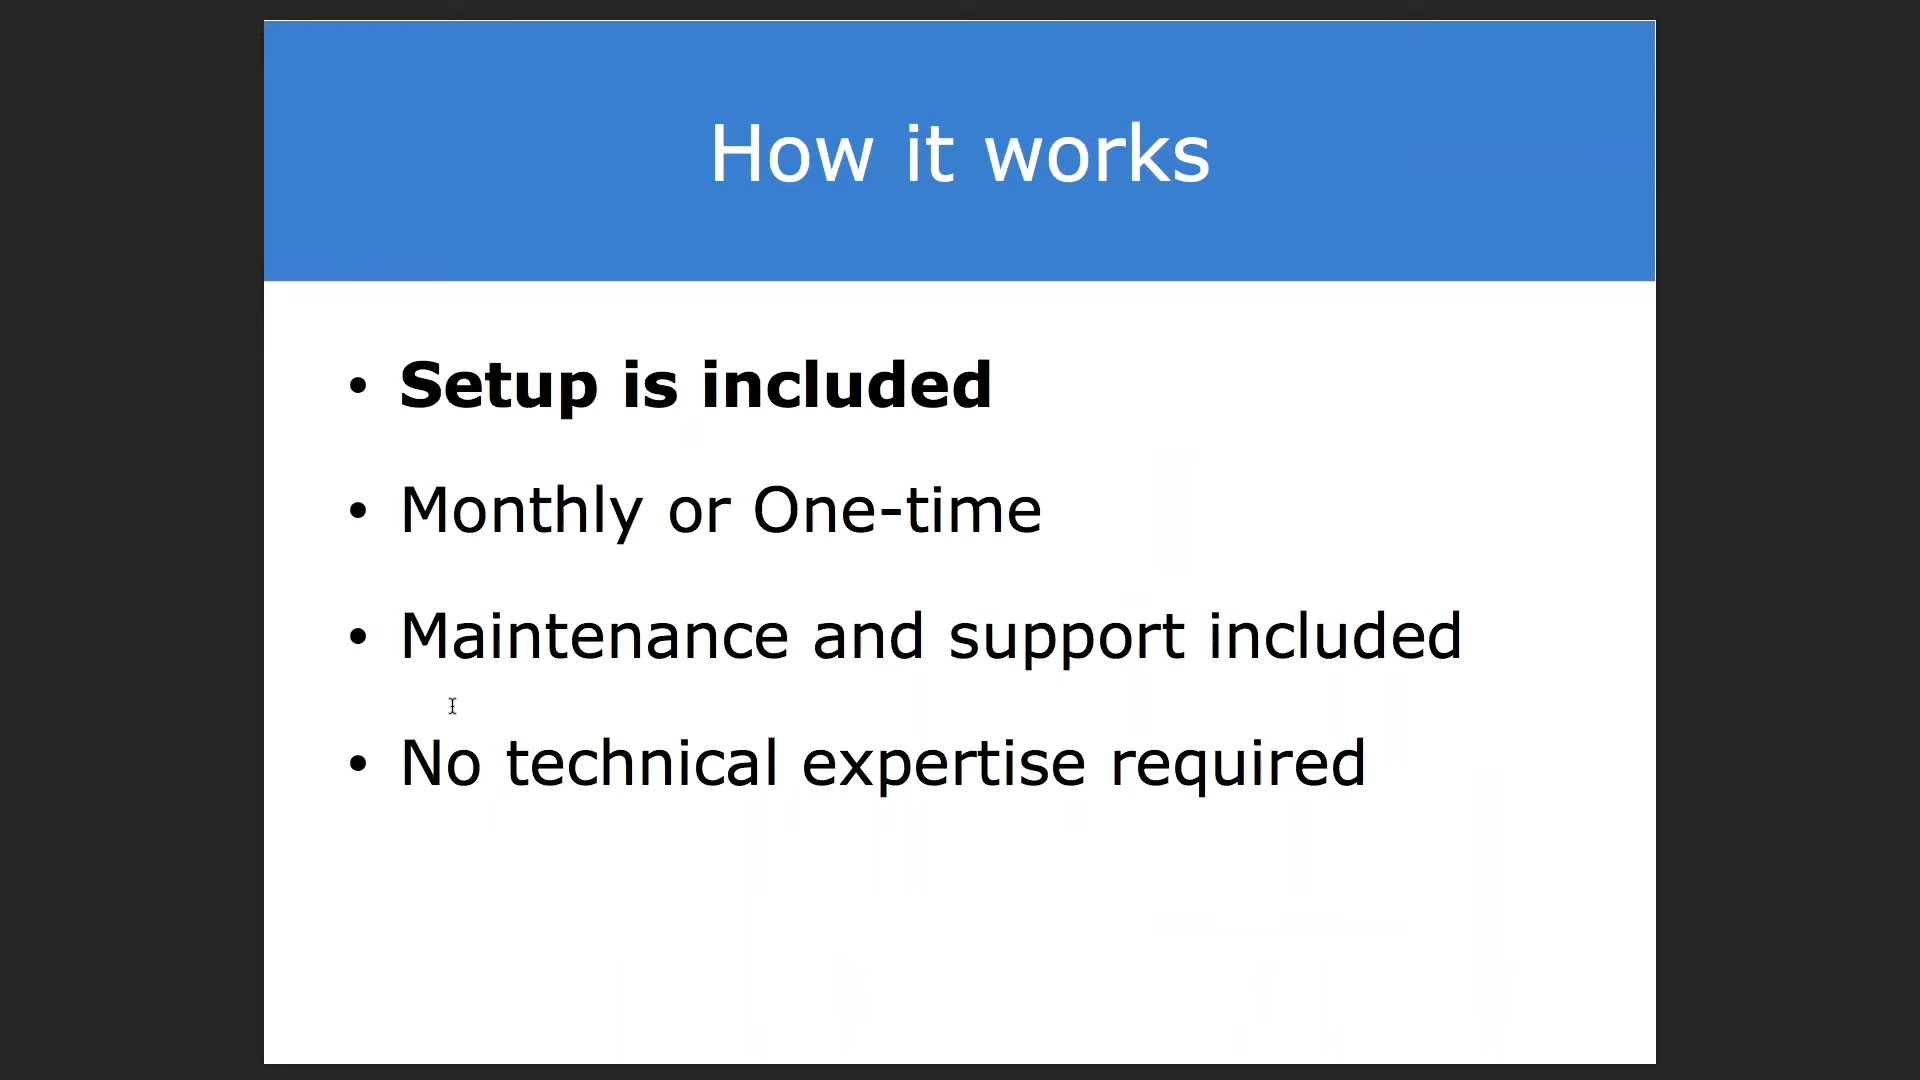 How it works
• Setup is included
• Monthly or One-time
• Maintenance and support included
• No technical expertise required